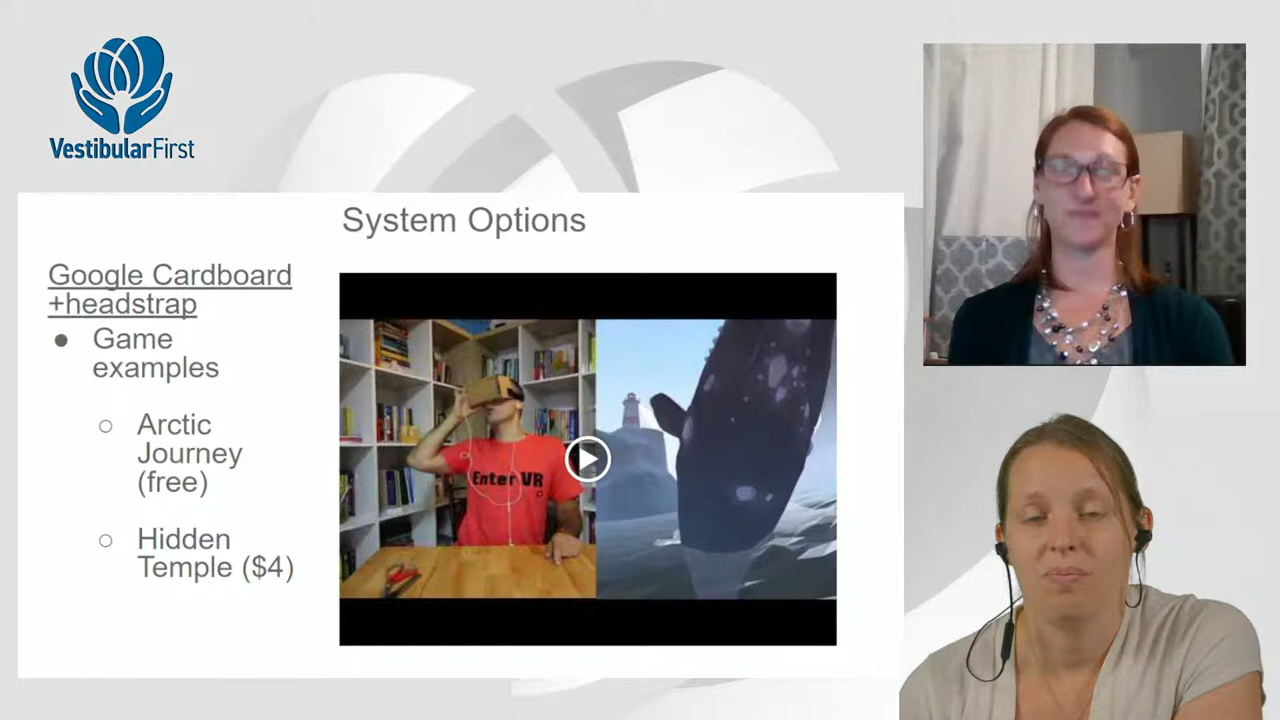 VestibularFirst
System Options
Google Cardboard
+headstrap
● Game
examples
○ Arctic
Journey
(free)
○ Hidden
Temple ($4)
Enter VR